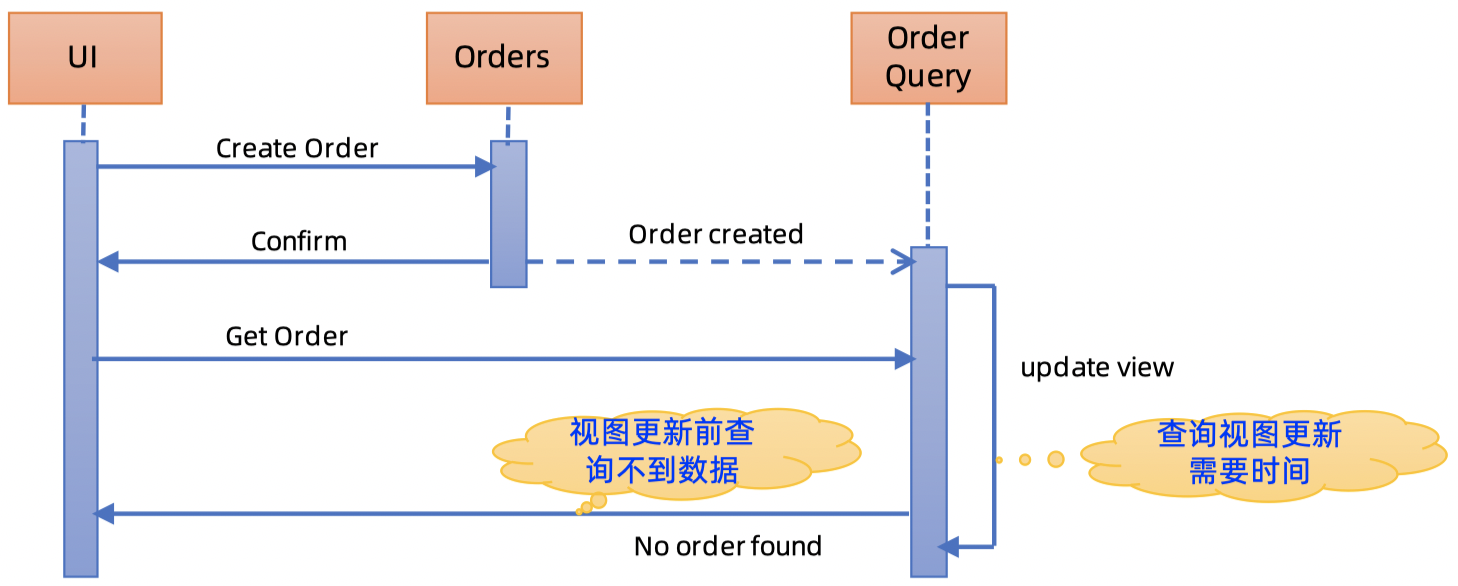 UI
Orders
Order
Query
Create Order
Confirm
Order created
Get Order
update view
视图更新前查
询不到数据
查询视图更新
需要时间
No order found